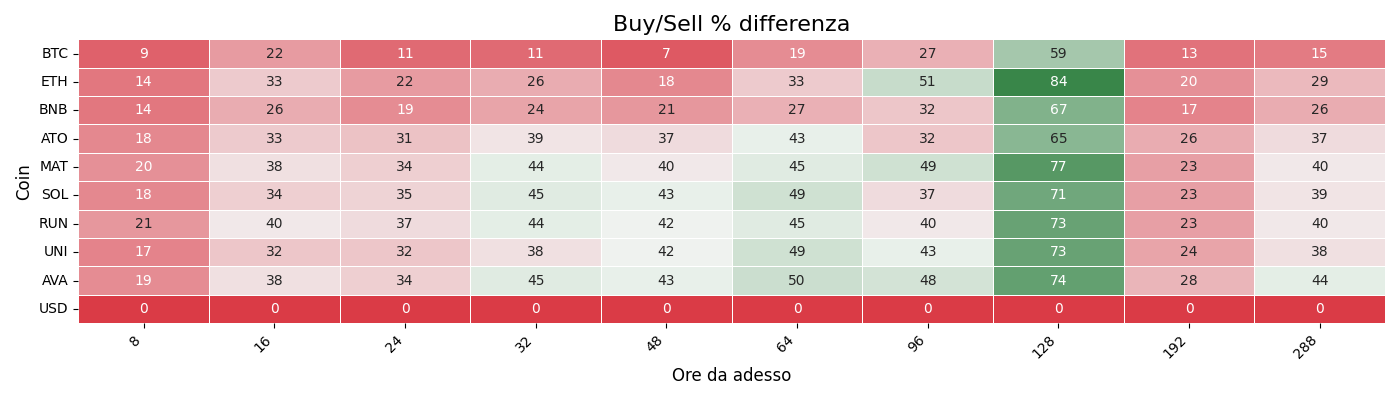 Buy/Sell % differenza
BTC 9 22 11 11 7 19 27 59 13 15
ETH 14 33 22 26 18 33 51 84 20 29
BNB 14 26 19 24 21 27 32 67 17 26
ATO 18 33 31 39 37 43 32 65 26 37
MAT 20 38 34 44 40 45 49 77 23 40
SOL 18 34 35 45 43 49 37 71 23 39
RUN 21 40 37 44 42 45 40 73 23 40
UNI 17 32 32 38 42 49 43 73 24 38
AVA 19 38 34 45 43 50 48 74 28 44
USD 0 0 0 0 0 0 0 0 0 0
Coin
8 16 24 32 48 64 96 128 192 288
Ore da adesso